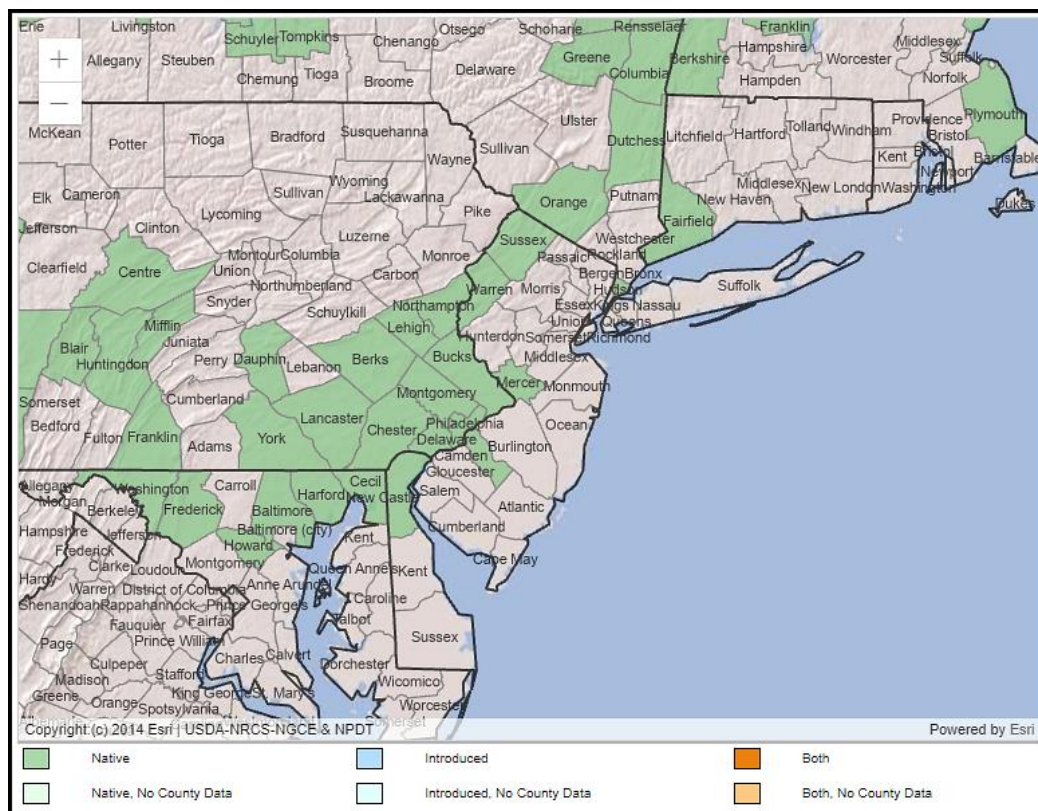 Erie Livingston Schuyler Tompkins Chenango Otsego Schoharie Rensselaer Franklin Middlesex
+
Allegany Steuben Chemung Tioga Broome Delaware Greene Columbia Berkshire Hampshire Hampden Worcester Suffolk Norfolk
−
McKean Potter Tioga Bradford Susquehanna Wayne Sullivan Ulster Dutchess Litchfield Hartford Tolland Windham Providence Bristol Plymouth
Elk Cameron Sullivan Wyoming Lackawanna Pike Orange Putnam New Haven Middlesex New London Kent Washington Bristol Newport Barnstable Dukes
Jefferson Clinton Lycoming Luzerne Monroe Sussex Passaic Westchester Rockland Fairfield
Clearfield Centre Union Montour Columbia Northumberland Carbon Warren Morris Bergen Bronx Hudson Suffolk
Snyder Schuylkill Northampton Lehigh Essex Kings Nassau Union Queens
Blair Huntingdon Mifflin Juniata Perry Dauphin Lebanon Berks Bucks Hunterdon Somerset Richmond Middlesex
Somerset Bedford Fulton Franklin Cumberland Adams York Lancaster Chester Montgomery Philadelphia Delaware Mercer Monmouth Ocean
Camden Gloucester Burlington Salem Atlantic Cumberland Cape May
Allegany Morgan Washington Berkeley Frederick Carroll Baltimore Harford Cecil New Castle
Hampshire Jefferson Howard Baltimore (city) Kent
Frederick Clarke Loudoun Montgomery Anne Arundel Queen Anne's Kent
Hardy Warren District of Columbia Caroline
Shenandoah Rappahannock Prince George's Talbot
Fauquier Fairfax Sussex
Page Prince William Charles Calvert Dorchester
Culpeper Stafford Wicomico
Madison King George St. Mary's Worcester
Greene Orange Spotsylvania Somerset
Copyright:(c) 2014 Esri | USDA-NRCS-NGCE & NPDT Powered by Esri
Native Introduced Both
Native, No County Data Introduced, No County Data Both, No County Data